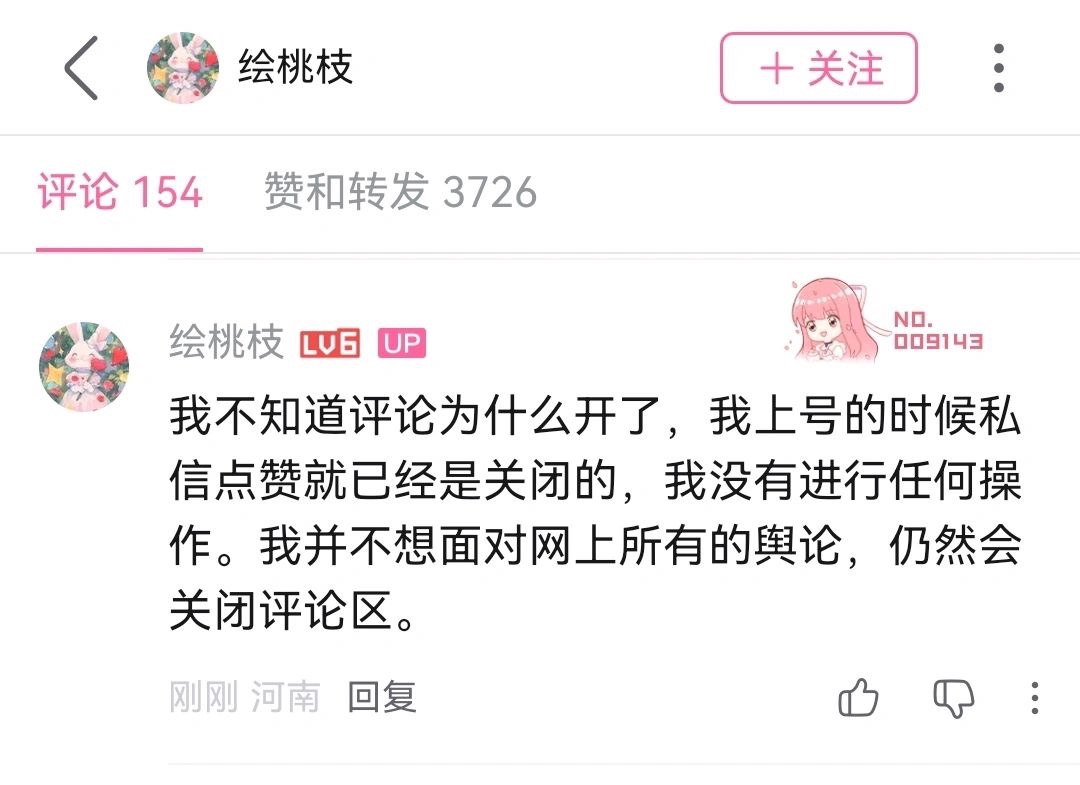 绘桃枝
+ 关注
评论 154 赞和转发 3726
绘桃枝 LV6 UP
NO.
009143
我不知道评论为什么开了，我上号的时候私
信点赞就已经是关闭的，我没有进行任何操
作。我并不想面对网上所有的舆论，仍然会
关闭评论区。
刚刚 河南 回复